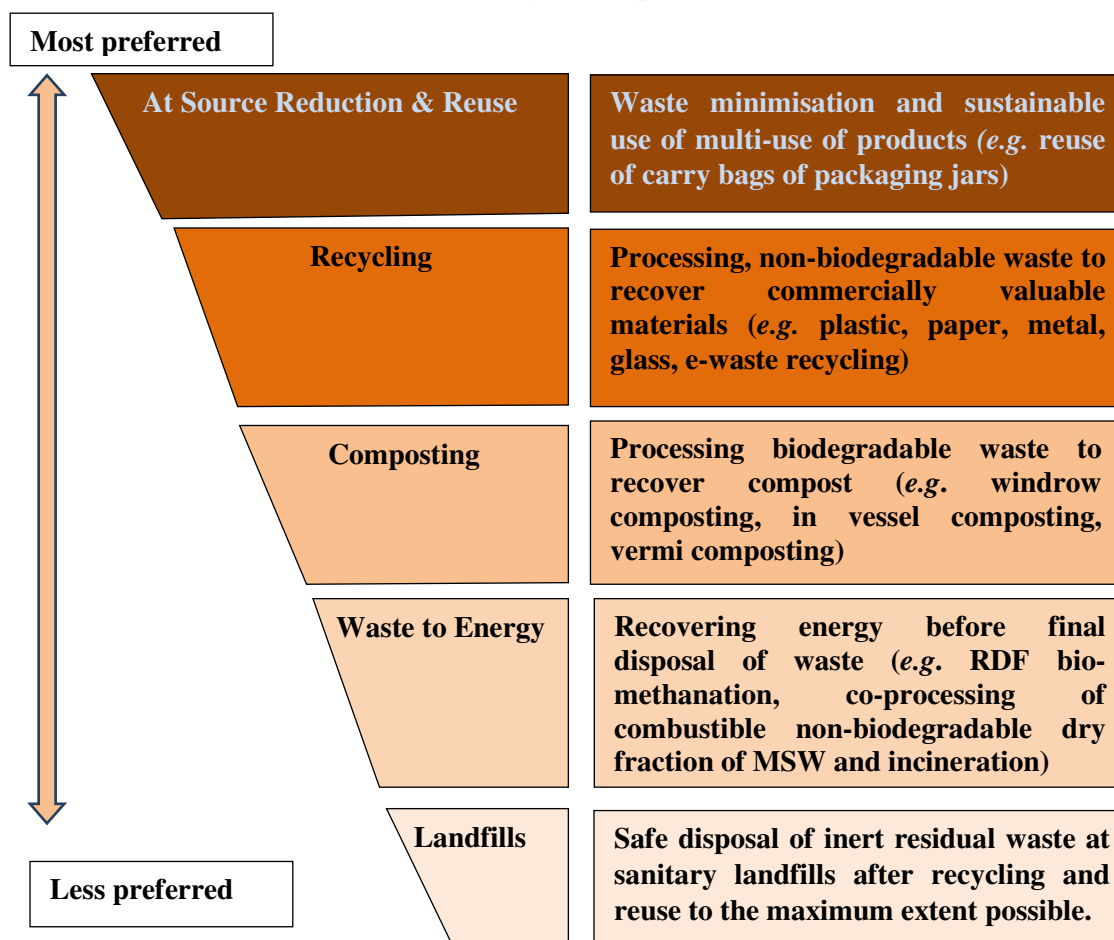 Most preferred
At Source Reduction & Reuse
Waste minimisation and sustainable
use of multi-use of products (e.g. reuse
of carry bags of packaging jars)
Recycling
Processing, non-biodegradable waste to
recover commercially valuable
materials (e.g. plastic, paper, metal,
glass, e-waste recycling)
Composting
Processing biodegradable waste to
recover compost (e.g. windrow
composting, in vessel composting,
vermi composting)
Waste to Energy
Recovering energy before final
disposal of waste (e.g. RDF bio-
methanation, co-processing of
combustible non-biodegradable dry
fraction of MSW and incineration)
Landfills
Safe disposal of inert residual waste at
sanitary landfills after recycling and
reuse to the maximum extent possible.
Less preferred